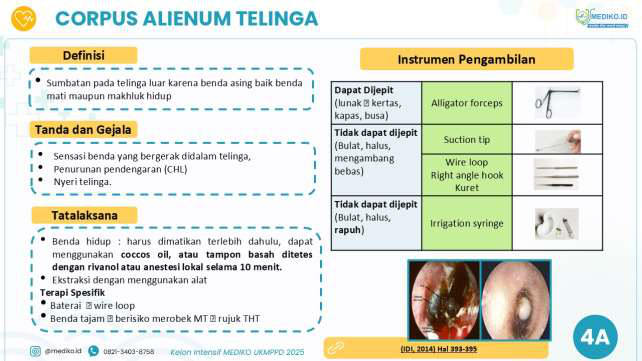 CORPUS ALIENUM TELINGA
MEDIKO.ID
Definisi
• Sumbatan pada telinga luar karena benda asing baik benda
mati maupun makhluk hidup
Tanda dan Gejala
• Sensasi benda yang bergerak didalam telinga,
• Penurunan pendengaran (CHL)
• Nyeri telinga.
Tatalaksana
• Benda hidup : harus dimatikan terlebih dahulu, dapat
menggunakan coccos oil, atau tampon basah ditetes
dengan rivanol atau anestesi lokal selama 10 menit.
• Ekstraksi dengan menggunakan alat
Terapi Spesifik
• Baterai 🡪 wire loop
• Benda tajam 🡪 berisiko merobek MT 🡪 rujuk THT
Instrumen Pengambilan
Dapat Dijepit
(lunak 🡪 kertas,
kapas, busa)
Alligator forceps
Tidak dapat dijepit
(Bulat, halus,
mengambang
bebas)
Suction tip
Wire loop
Right angle hook
Kuret
Tidak dapat dijepit
(Bulat, halus,
rapuh)
Irrigation syringe
(IDI, 2014) Hal 393-395
4A
@mediko.id
0821-3403-8758
Kelon Intensif MEDIKO UKMPPD 2025